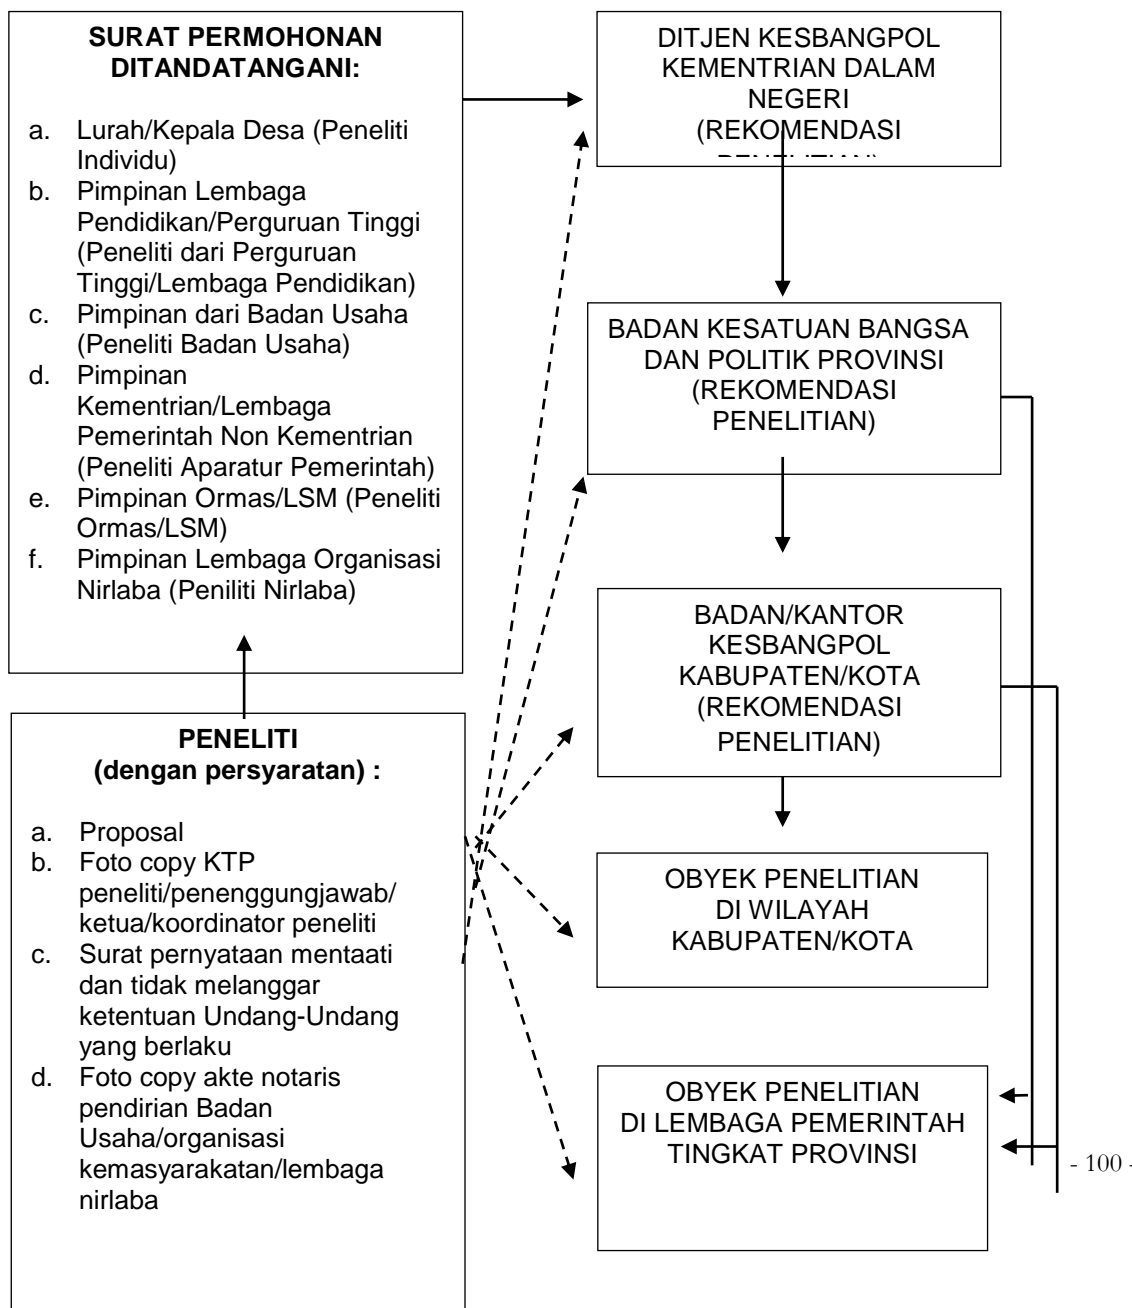 SURAT PERMOHONAN
DITANDATANGANI:
a. Lurah/Kepala Desa (Peneliti
Individu)
b. Pimpinan Lembaga
Pendidikan/Perguruan Tinggi
(Peneliti dari Perguruan
Tinggi/Lembaga Pendidikan)
c. Pimpinan dari Badan Usaha
(Peneliti Badan Usaha)
d. Pimpinan
Kementrian/Lembaga
Pemerintah Non Kementrian
(Peneliti Aparatur Pemerintah)
e. Pimpinan Ormas/LSM (Peneliti
Ormas/LSM)
f. Pimpinan Lembaga Organisasi
Nirlaba (Peniliti Nirlaba)
PENELITI
(dengan persyaratan) :
a. Proposal
b. Foto copy KTP
peneliti/penenggungjawab/
ketua/koordinator peneliti
c. Surat pernyataan mentaati
dan tidak melanggar
ketentuan Undang-Undang
yang berlaku
d. Foto copy akte notaris
pendirian Badan
Usaha/organisasi
kemasyarakatan/lembaga
nirlaba
DITJEN KESBANGPOL
KEMENTRIAN DALAM
NEGERI
(REKOMENDASI
BADAN KESATUAN BANGSA
DAN POLITIK PROVINSI
(REKOMENDASI
PENELITIAN)
BADAN/KANTOR
KESBANGPOL
KABUPATEN/KOTA
(REKOMENDASI
PENELITIAN)
OBYEK PENELITIAN
DI WILAYAH
KABUPATEN/KOTA
OBYEK PENELITIAN
DI LEMBAGA PEMERINTAH
TINGKAT PROVINSI
- 100 -